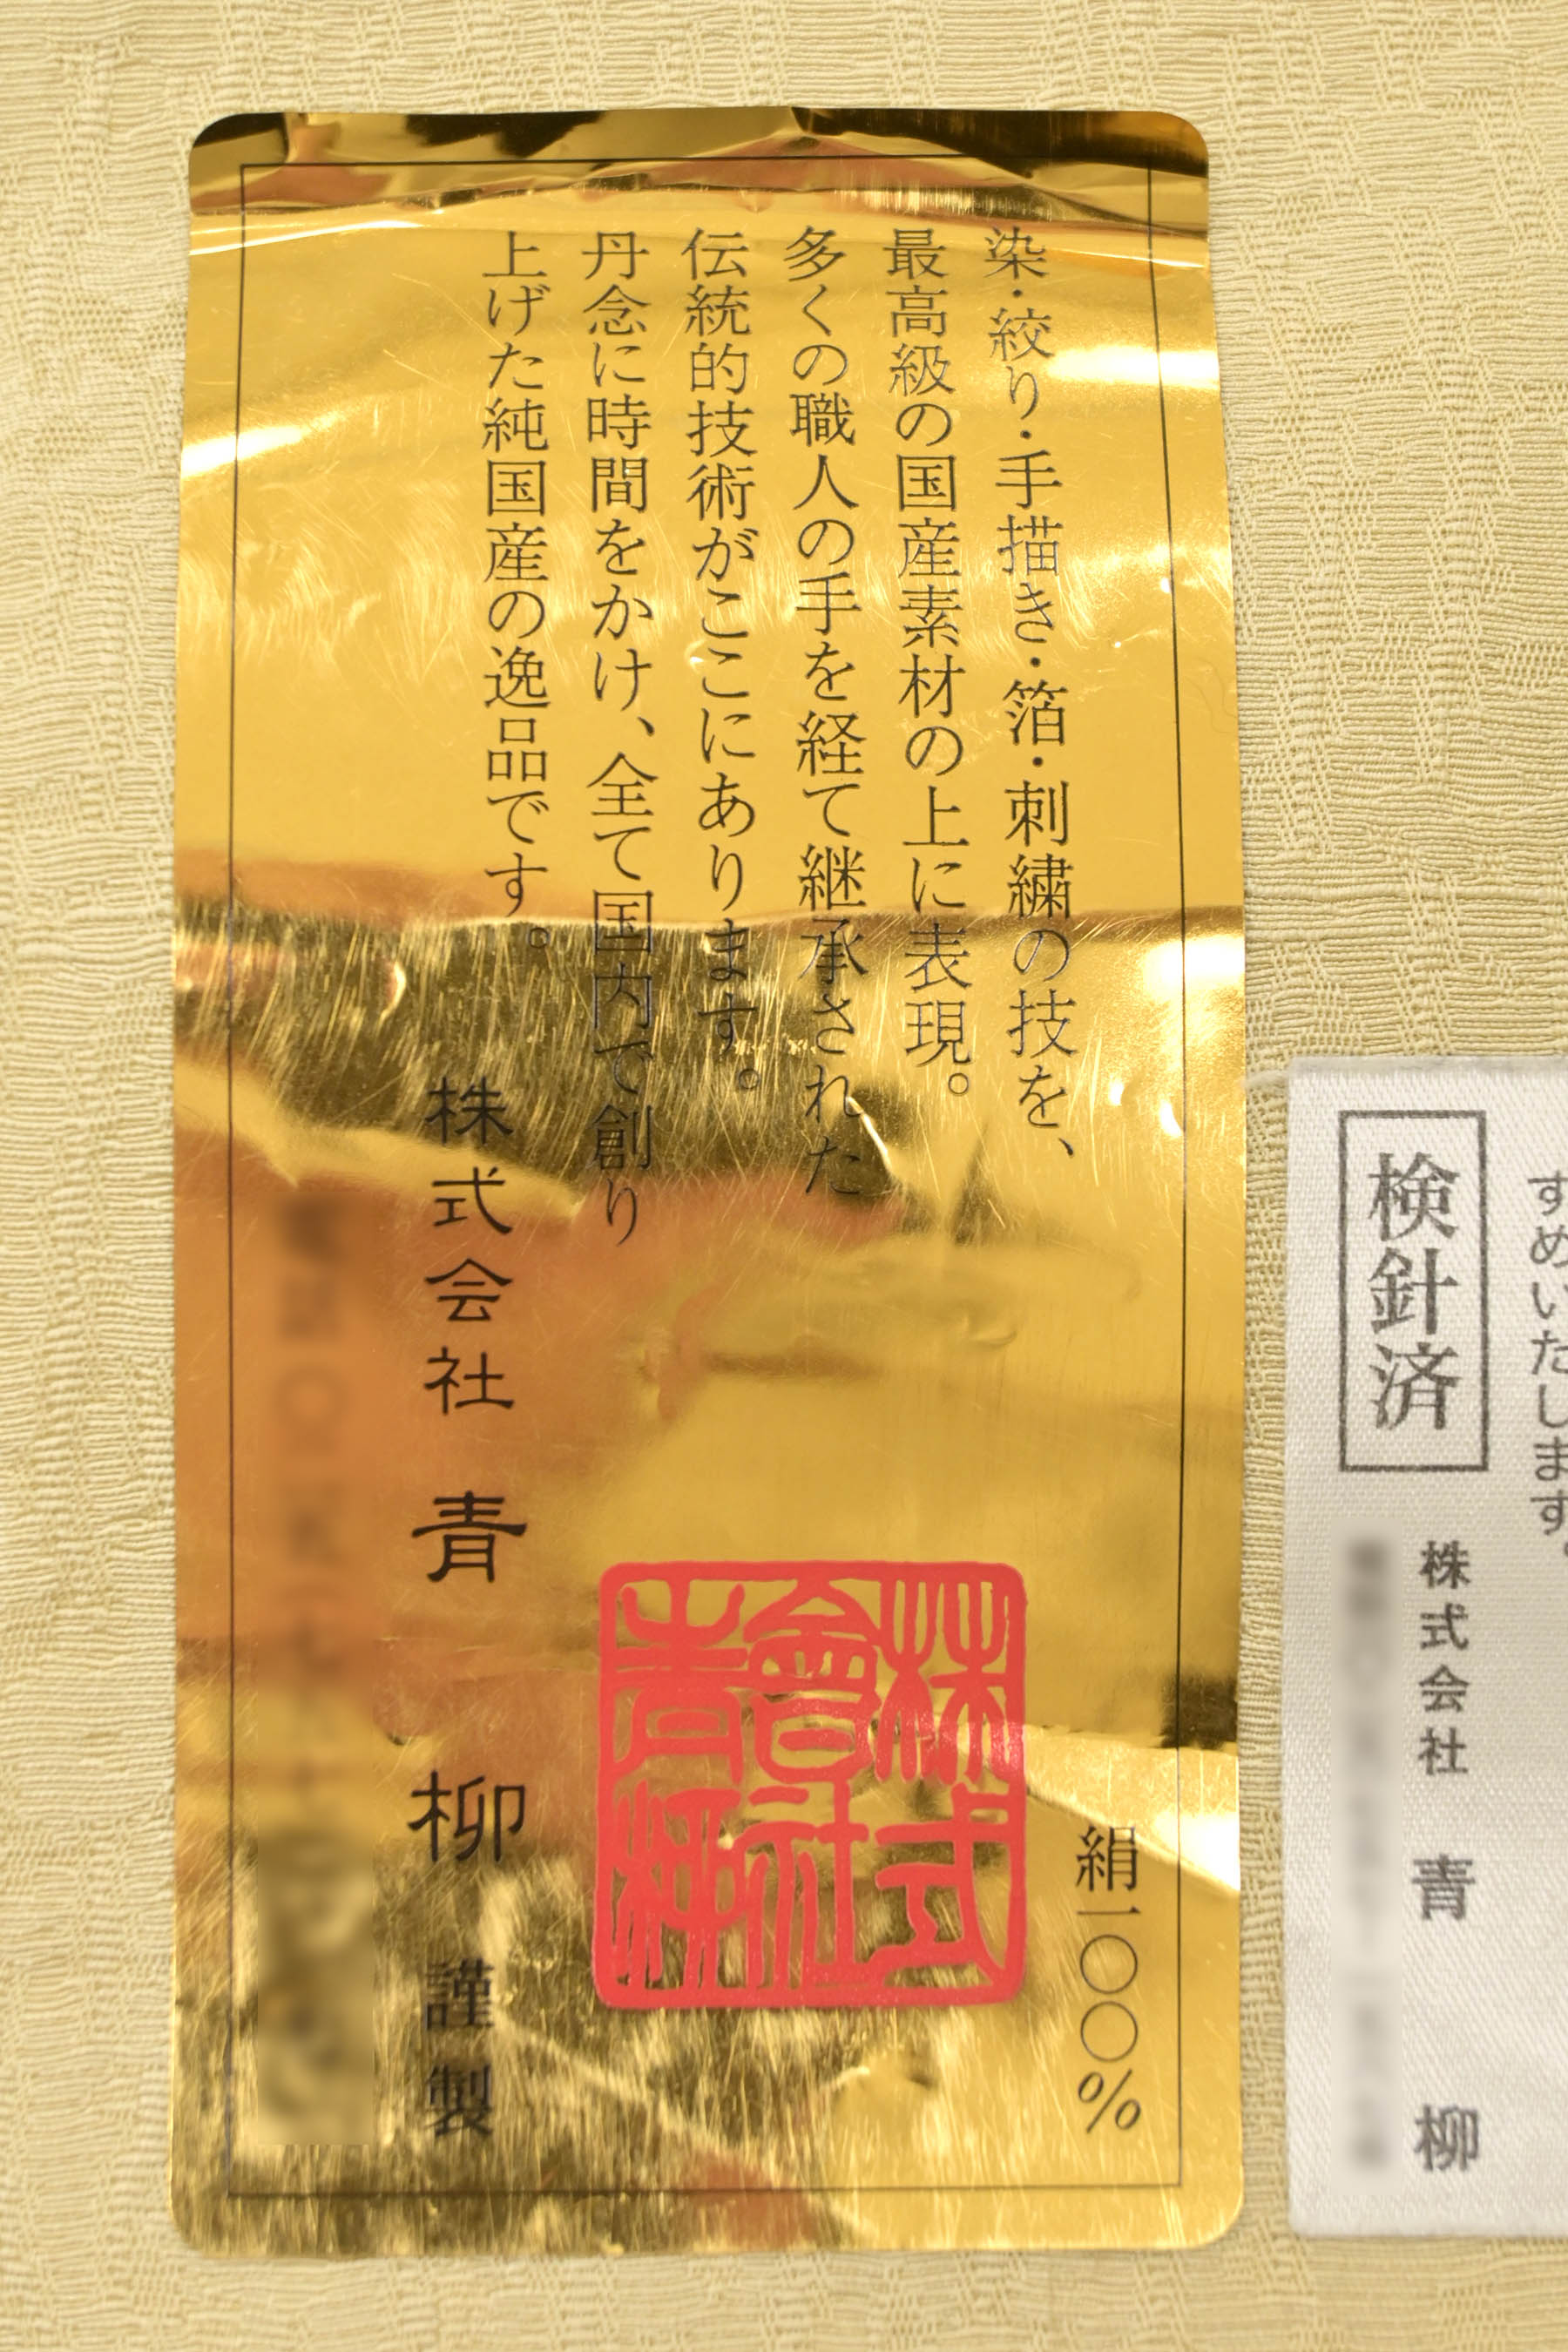 染・絞り・手描き・箔・刺繍の技を、
最高級の国産素材の上に表現。
多くの職人の手を経て継承された
伝統的技術がここにあります。
丹念に時間をかけ、全て国内で創り
上げた純国産の逸品です。
絹一〇〇%
株式會社青柳
株式会社 青柳 謹製
すめいたします。
検針済
株式会社 青柳